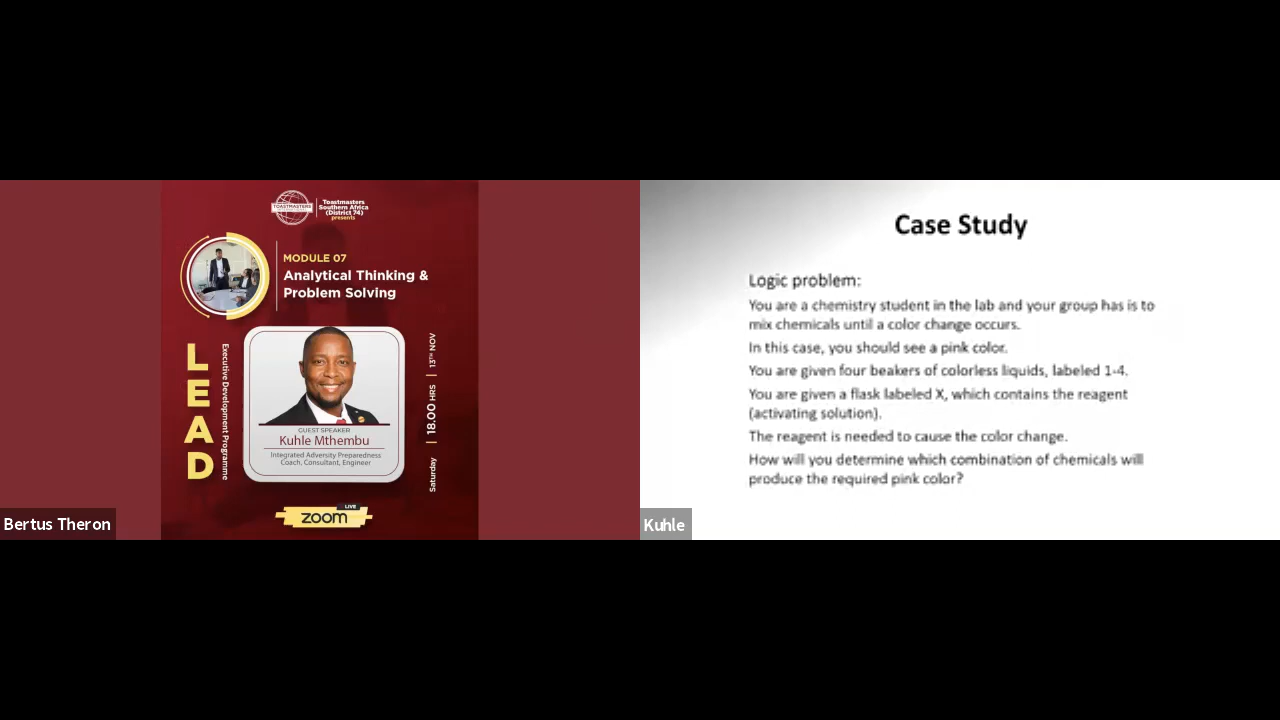 TOASTMASTERS
Toastmasters
Southern Africa
(District 74)
presents
MODULE 07
Analytical Thinking &
Problem Solving
LEAD
Executive Development Programme
GUEST SPEAKER
Kuhle Mthembu
Integrated Adversity Preparedness
Coach, Consultant, Engineer
Saturday | 18.00 HRS | 13TH NOV
LIVE
zoom
Bertus Theron
Case Study
Logic problem:
You are a chemistry student in the lab and your group has is to
mix chemicals until a color change occurs.
In this case, you should see a pink color.
You are given four beakers of colorless liquids, labeled 1-4.
You are given a flask labeled X, which contains the reagent
(activating solution).
The reagent is needed to cause the color change.
How will you determine which combination of chemicals will
produce the required pink color?
Kuhle